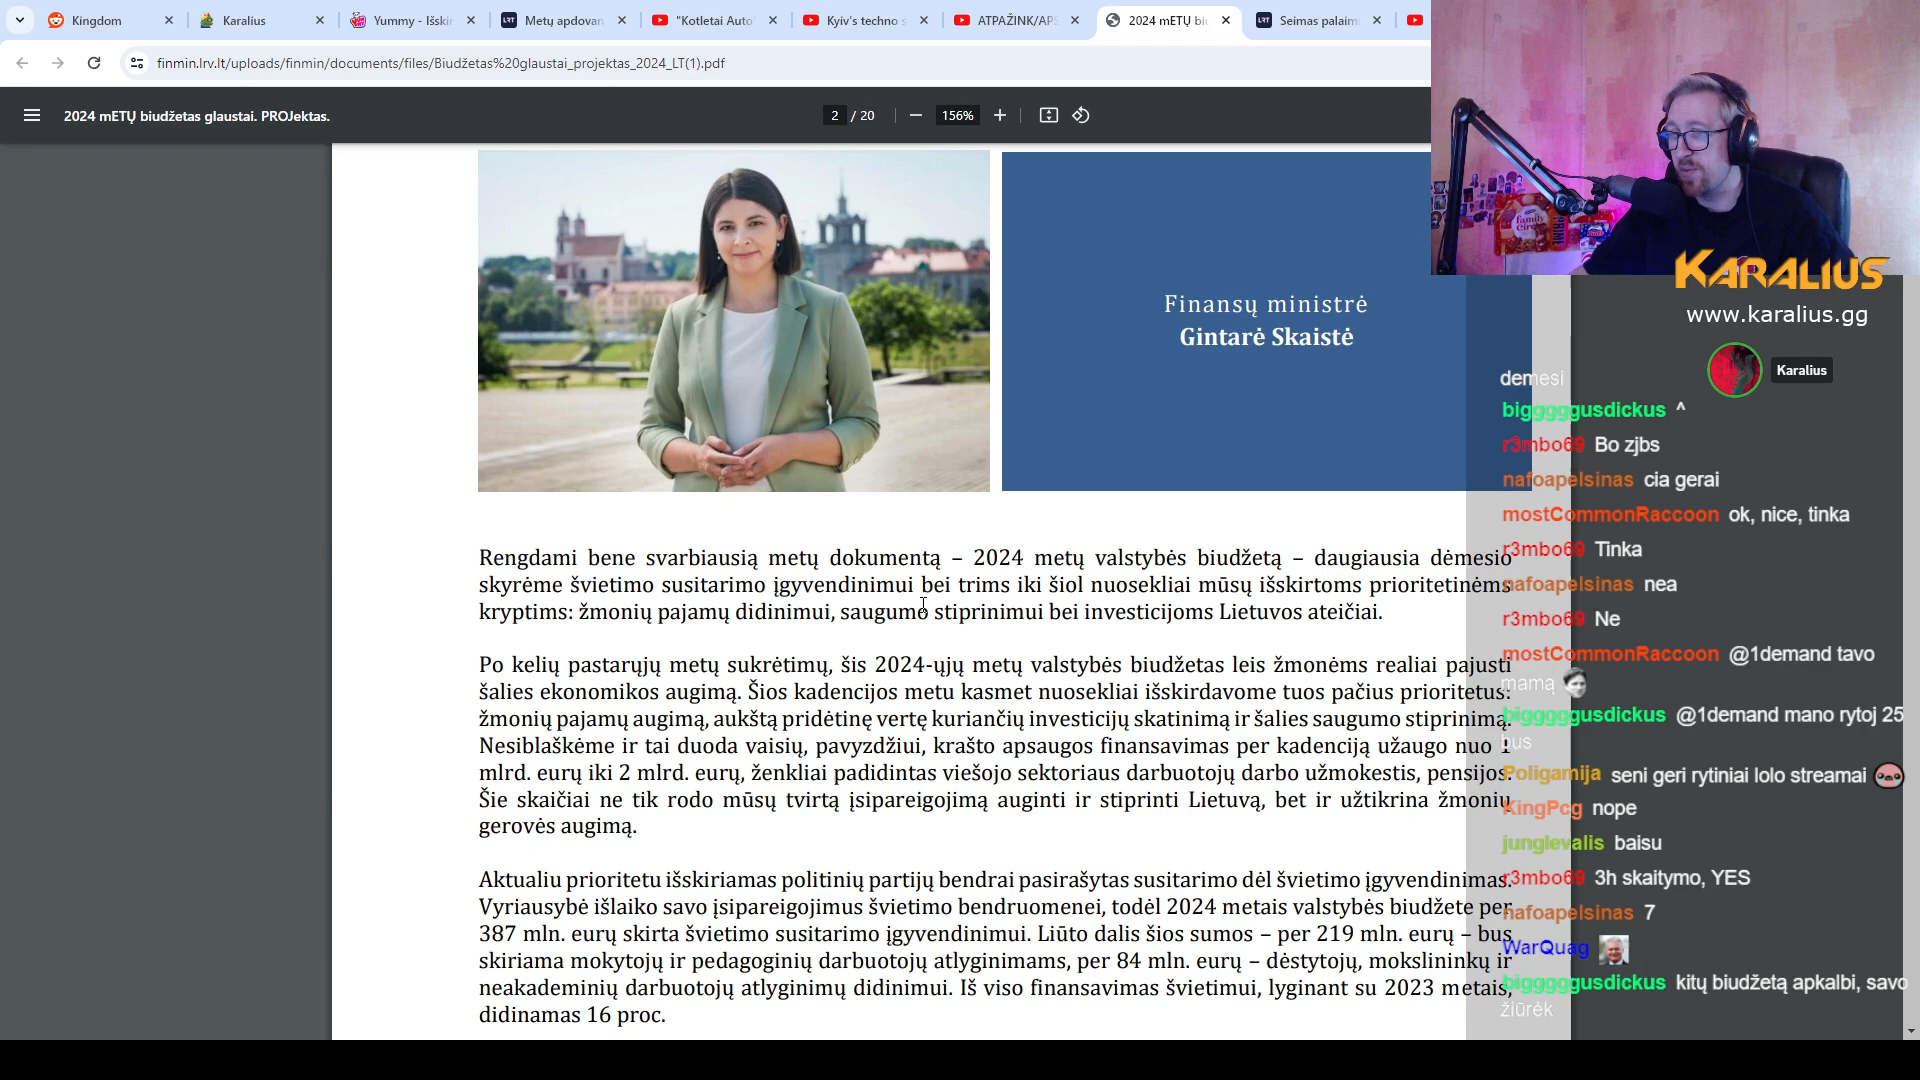 Kingdom
Karalius
Yummy - Išski
Metų apdovan
"Kotletai Auto
Kyiv's techno s
ATPAŽINK/APS
2024 mETŲ biu
Seimas palaim
finmin.lrv.lt/uploads/finmin/documents/files/Biudžetas%20glaustai_projektas_2024_LT(1).pdf
2024 mETŲ biudžetas glaustai. PROJektas.
2 / 20
156%
Finansų ministrė
Gintarė Skaistė
Rengdami bene svarbiausią metų dokumentą – 2024 metų valstybės biudžetą – daugiausia dėmesio
skyrėme švietimo susitarimo įgyvendinimui bei trims iki šiol nuosekliai mūsų išskirtoms prioritetinėms
kryptims: žmonių pajamų didinimui, saugumo stiprinimui bei investicijoms Lietuvos ateičiai.
Po kelių pastarųjų metų sukrėtimų, šis 2024-ųjų metų valstybės biudžetas leis žmonėms realiai pajusti
šalies ekonomikos augimą. Šios kadencijos metu kasmet nuosekliai išskirdavome tuos pačius prioritetus:
žmonių pajamų augimą, aukštą pridėtinę vertę kuriančių investicijų skatinimą ir šalies saugumo stiprinimą.
Nesiblaškėme ir tai duoda vaisių, pavyzdžiui, krašto apsaugos finansavimas per kadenciją užaugo nuo 1
mlrd. eurų iki 2 mlrd. eurų, ženkliai padidintas viešojo sektoriaus darbuotojų darbo užmokestis, pensijos.
Šie skaičiai ne tik rodo mūsų tvirtą įsipareigojimą auginti ir stiprinti Lietuvą, bet ir užtikrina žmonių
gerovės augimą.
Aktualiu prioritetu išskiriamas politinių partijų bendrai pasirašytas susitarimo dėl švietimo įgyvendinimas.
Vyriausybė išlaiko savo įsipareigojimus švietimo bendruomenei, todėl 2024 metais valstybės biudžete per
387 mln. eurų skirta švietimo susitarimo įgyvendinimui. Liūto dalis šios sumos – per 219 mln. eurų – bus
skiriama mokytojų ir pedagoginių darbuotojų atlyginimams, per 84 mln. eurų – dėstytojų, mokslininkų ir
neakademinių darbuotojų atlyginimų didinimui. Iš viso finansavimas švietimui, lyginant su 2023 metais,
didinamas 16 proc.
KARALIUS
www.karalius.gg
Karalius
demesi
bigggggusdickus ^
r3mbo69 Bo zjbs
nafoapelsinas cia gerai
mostCommonRaccoon ok, nice, tinka
r3mbo69 Tinka
nafoapelsinas nea
r3mbo69 Ne
mostCommonRaccoon @1demand tavo
mamą
bigggggusdickus @1demand mano rytoj 25
bus
Poligamija seni geri rytiniai lolo streamai
KingPcg nope
junglevalis baisu
r3mbo69 3h skaitymo, YES
nafoapelsinas 7
WarQuag
bigggggusdickus kitų biudžetą apkalbi, savo
žiūrėk